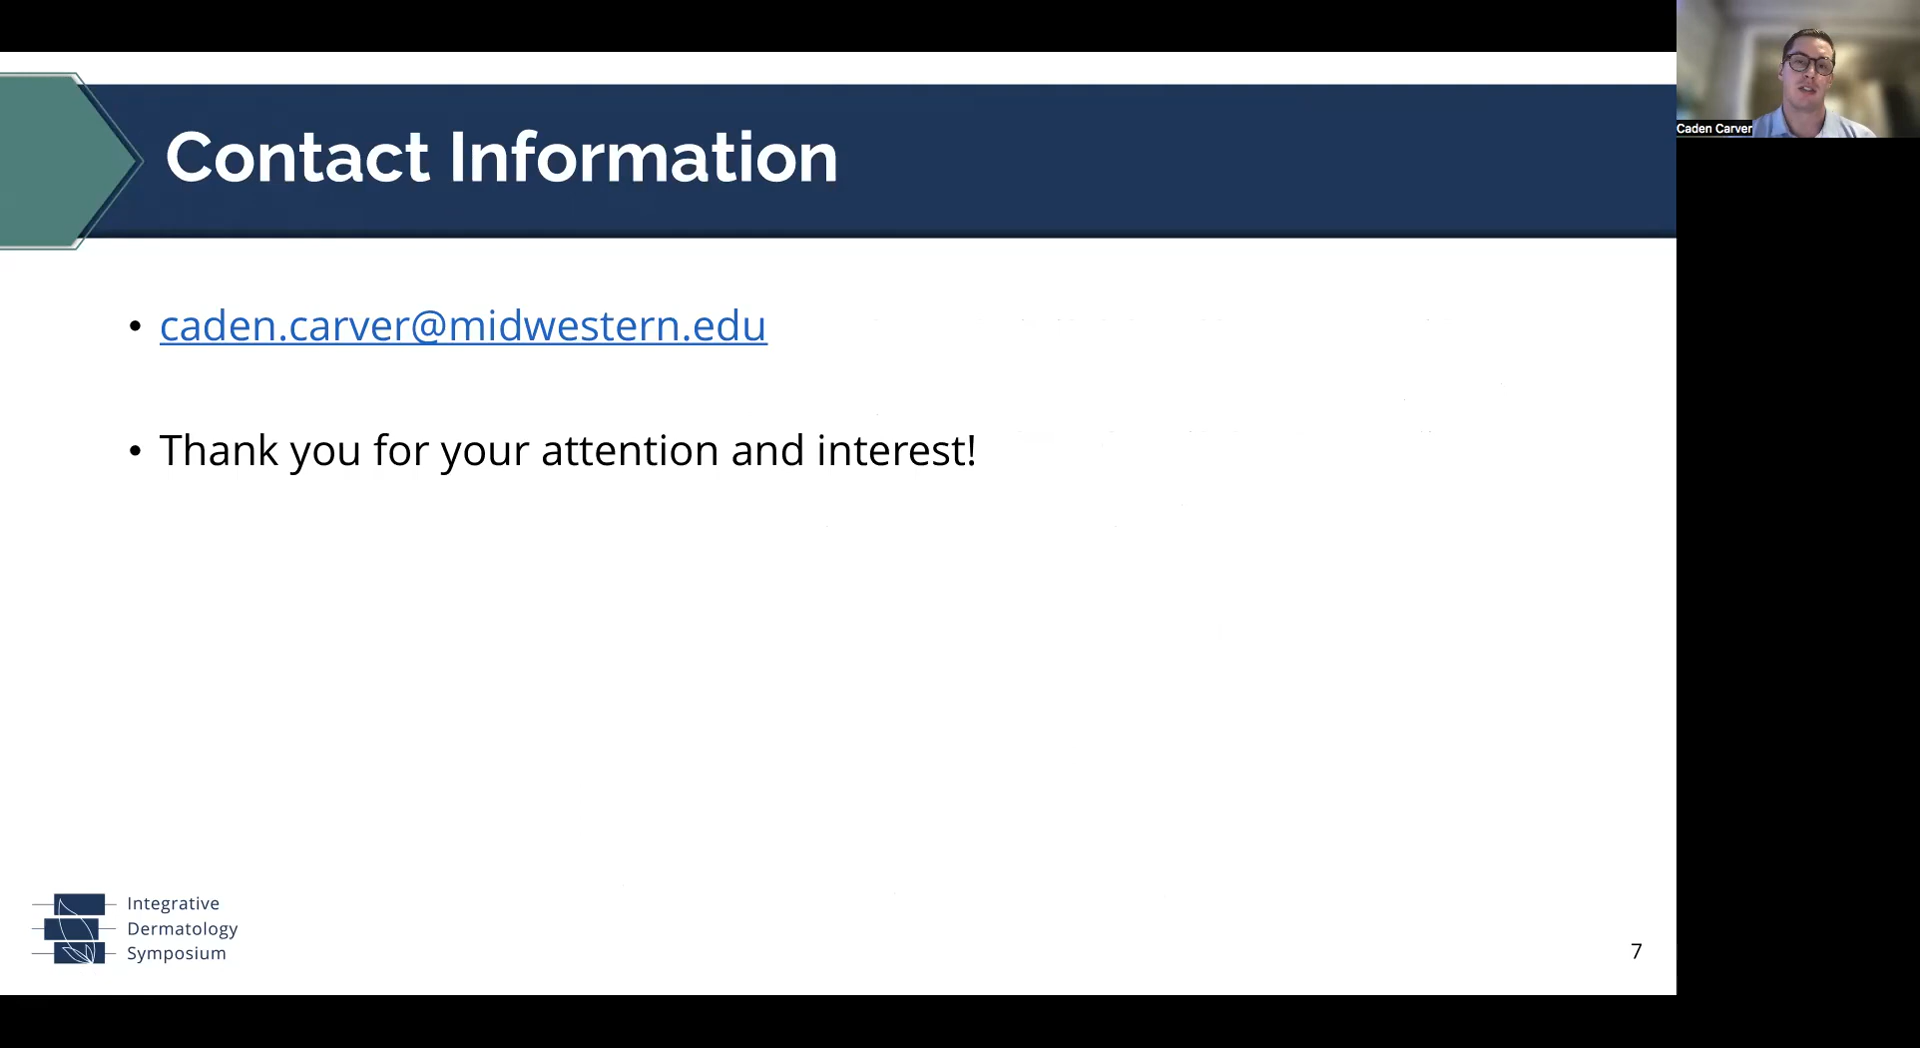 Contact Information
Caden Carver
• caden.carver@midwestern.edu
• Thank you for your attention and interest!
Integrative
Dermatology
Symposium
7